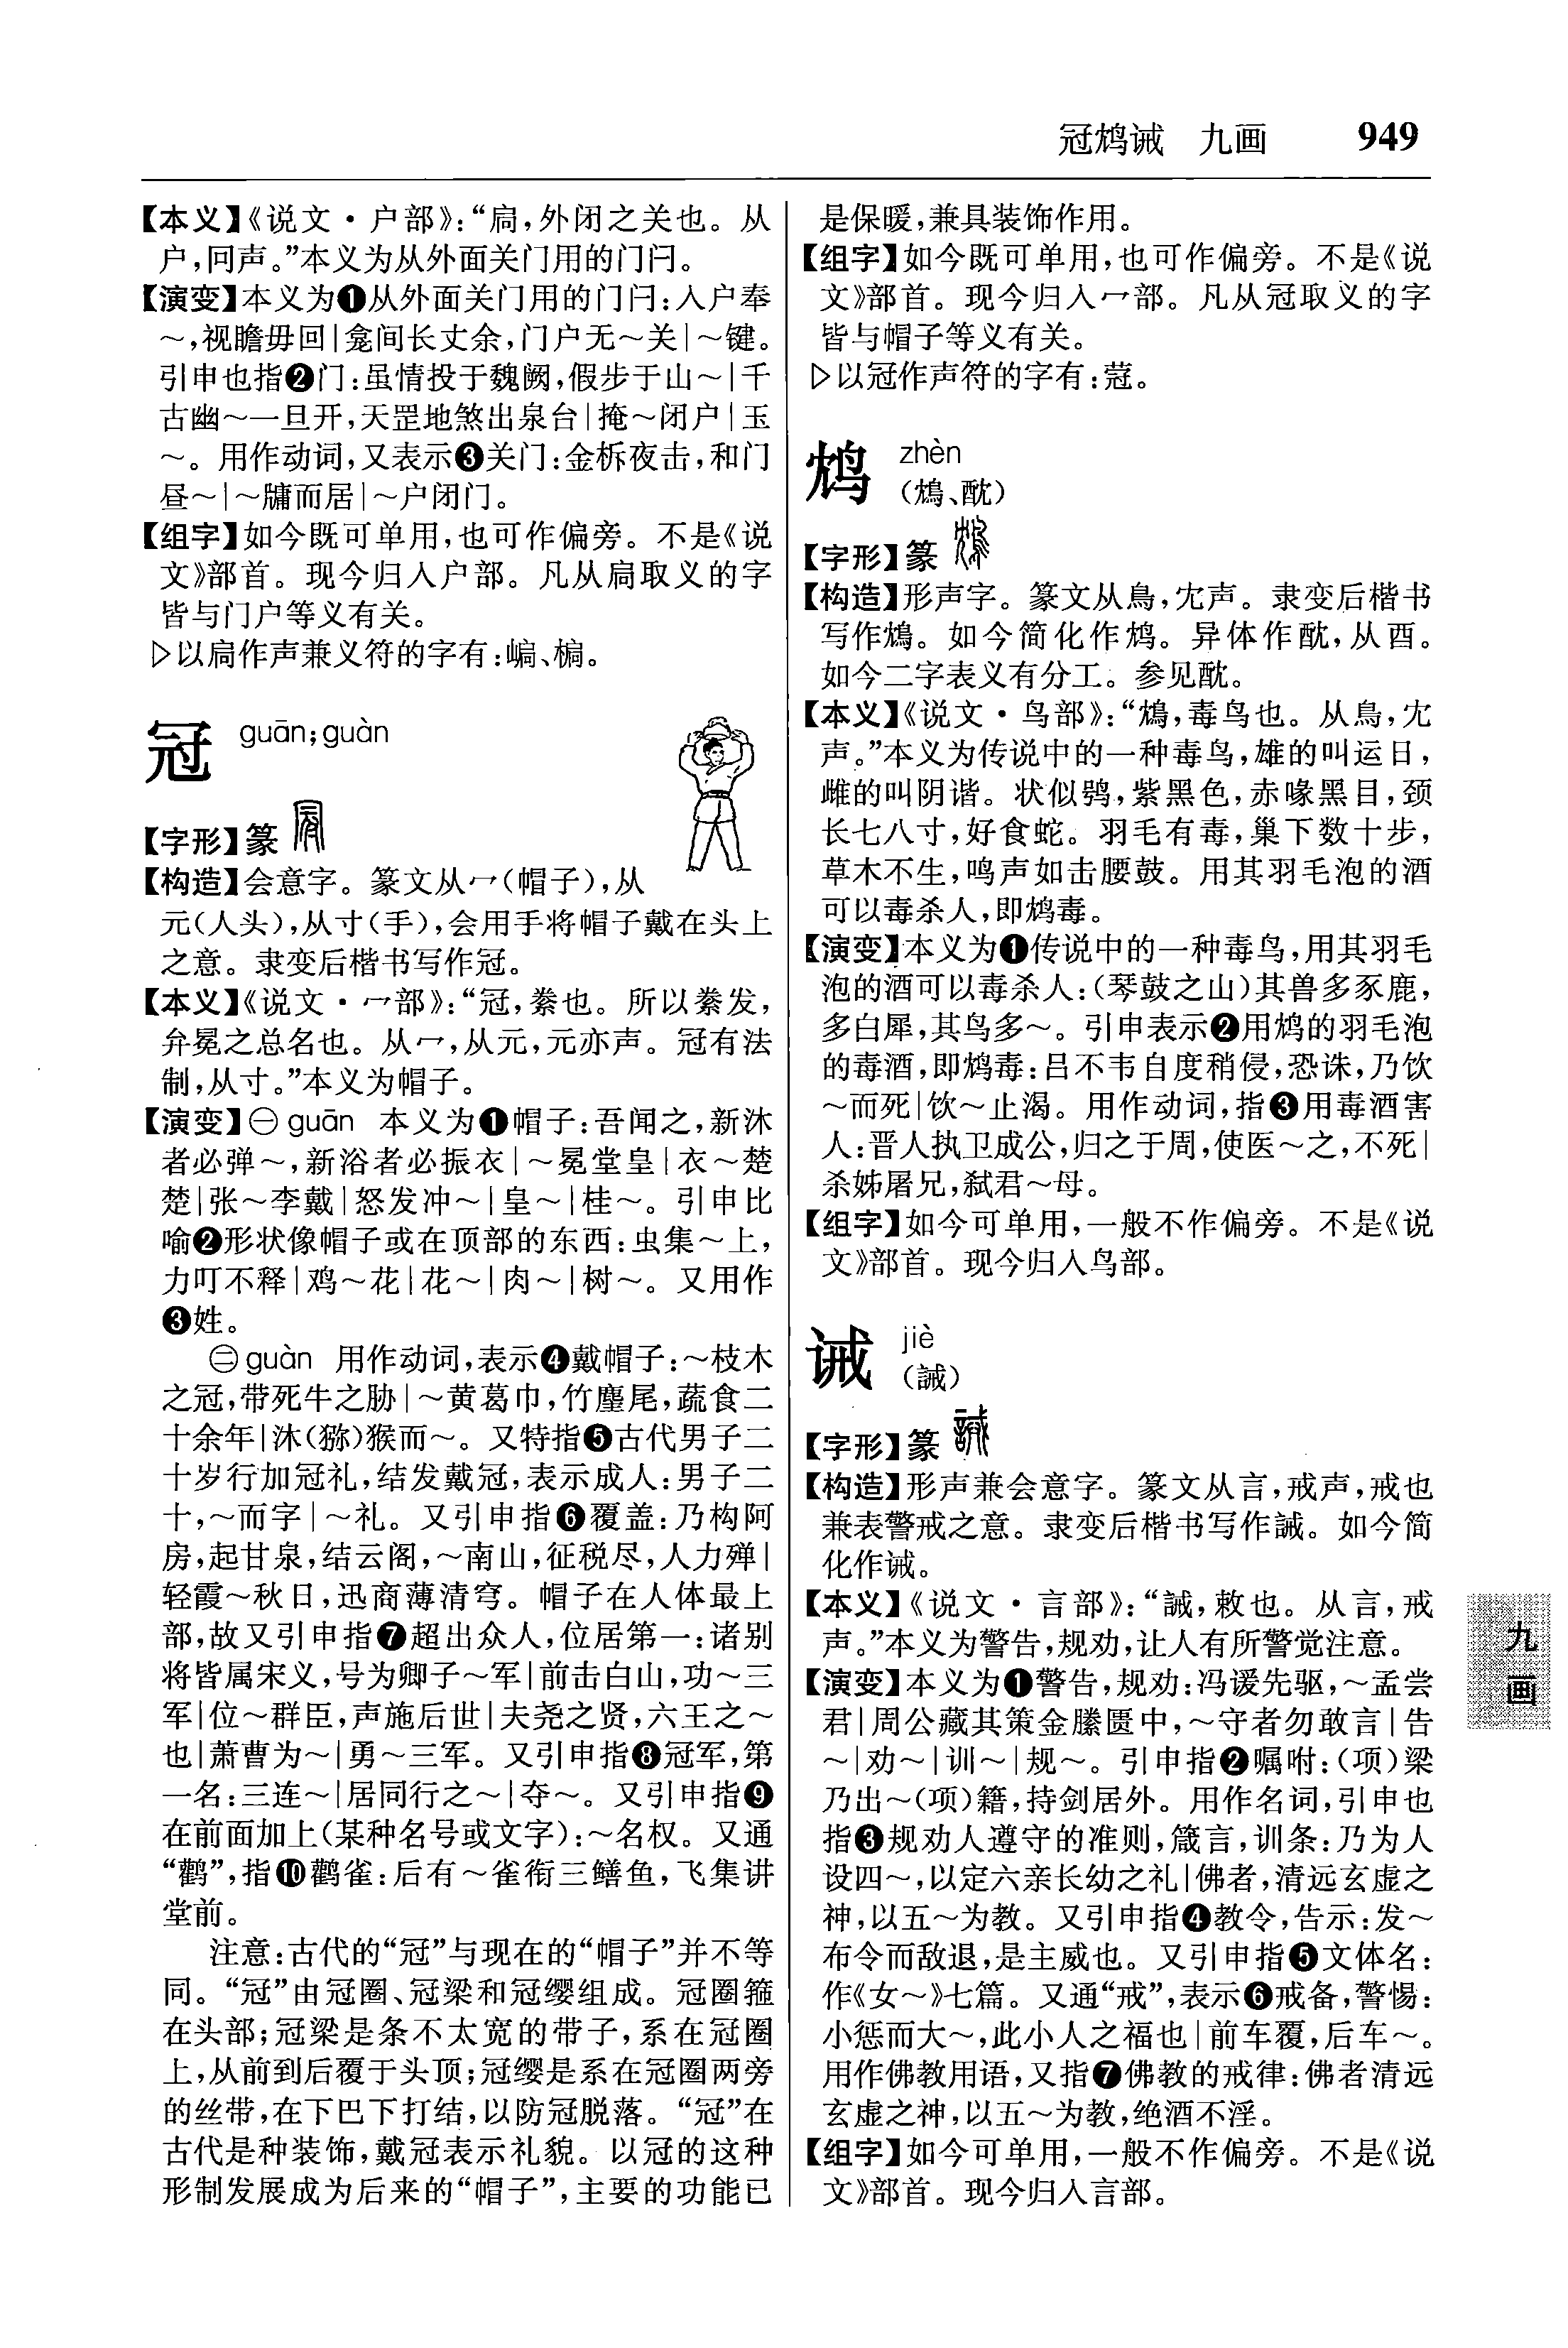 冠鸩诫 九画 949
【本义】《说文·户部》:“扃,外闭之关也。从
户,冋声。”本义为从外面关门用的门闩。
【演变】本义为❶从外面关门用的门闩:入户奉
～,视瞻毋回|龛间长丈余,门户无～关|～键。
引申也指❷门:虽情投于魏阙,假步于山～|千
古幽～一旦开,天罡地煞出泉台|掩～闭户|玉
～。用作动词,又表示❸关门:金柝夜击,和门
昼～|～牖而居|～户闭门。
【组字】如今既可单用,也可作偏旁。不是《说
文》部首。现今归入户部。凡从扃取义的字
皆与门户等义有关。
▷以扃作声兼义符的字有:
冠 guān;guàn
【字形】篆
【构造】会意字。篆文从冖(帽子),从
元(人头),从寸(手),会用手将帽子戴在头上
之意。隶变后楷书写作冠。
【本义】《说文·冖部》:“冠,絭也。所以絭发,
弁冕之总名也。从冖,从元,元亦声。冠有法
制,从寸。”本义为帽子。
【演变】㊀guān 本义为❶帽子:吾闻之,新沐
者必弹～,新浴者必振衣|～冕堂皇|衣～楚
楚|张～李戴|怒发冲～|皇～|桂～。引申比
喻❷形状像帽子或在顶部的东西:虫集～上,
力叮不释|鸡～花|花～|肉～|树～。又用作
❸姓。
㊁guàn 用作动词,表示❹戴帽子:～枝木
之冠,带死牛之胁|～黄葛巾,竹麈尾,蔬食二
十余年|沐(猕)猴而～。又特指❺古代男子二
十岁行加冠礼,结发戴冠,表示成人:男子二
十,～而字|～礼。又引申指❻覆盖:乃构阿
房,起甘泉,结云阁,～南山,征税尽,人力殚|
轻霞～秋日,迅商薄清穹。帽子在人体最上
部,故又引申指❼超出众人,位居第一:诸别
将皆属宋义,号为卿子～军|前击白山,功～三
军|位～群臣,声施后世|夫尧之贤,六王之～
也|萧曹为～|勇～三军。又引申指❽冠军,第
一名:三连～|居同行之～|夺～。又引申指❾
在前面加上(某种名号或文字):～名权。又通
“鹳”,指❿鹳雀:后有～雀衔三鳝鱼,飞集讲
堂前。
注意:古代的“冠”与现在的“帽子”并不等
同。“冠”由冠圈、冠梁和冠缨组成。冠圈箍
在头部;冠梁是条不太宽的带子,系在冠圈
上,从前到后覆于头顶;冠缨是系在冠圈两旁
的丝带,在下巴下打结,以防冠脱落。“冠”在
古代是种装饰,戴冠表示礼貌。以冠的这种
形制发展成为后来的“帽子”,主要的功能已
是保暖,兼具装饰作用。
【组字】如今既可单用,也可作偏旁。不是《说
文》部首。现今归入冖部。凡从冠取义的字
皆与帽子等义有关。
▷以冠作声符的字有:蔻。
鸩 zhèn
(鴆、酖)
【字形】篆
【构造】形声字。篆文从鳥,冘声。隶变后楷书
写作鴆。如今简化作鸩。异体作酖,从酉。
如今二字表义有分工。参见酖。
【本义】《说文·鸟部》:“鴆,毒鸟也。从鳥,冘
声。”本义为传说中的一种毒鸟,雄的叫运日,
雌的叫阴谐。状似鸮,紫黑色,赤喙黑目,颈
长七八寸,好食蛇。羽毛有毒,巢下数十步,
草木不生,鸣声如击腰鼓。用其羽毛泡的酒
可以毒杀人,即鸩毒。
【演变】本义为❶传说中的一种毒鸟,用其羽毛
泡的酒可以毒杀人:(琴鼓之山)其兽多豕鹿,
多白犀,其鸟多～。引申表示❷用鸩的羽毛泡
的毒酒,即鸩毒:吕不韦自度稍侵,恐诛,乃饮
～而死|饮～止渴。用作动词,指❸用毒酒害
人:晋人执卫成公,归之于周,使医～之,不死|
杀姊屠兄,弑君～母。
【组字】如今可单用,一般不作偏旁。不是《说
文》部首。现今归入鸟部。
诫 jiè
(誡)
【字形】篆
【构造】形声兼会意字。篆文从言,戒声,戒也
兼表警戒之意。隶变后楷书写作誡。如今简
化作诫。
【本义】《说文·言部》:“誡,敕也。从言,戒
声。”本义为警告,规劝,让人有所警觉注意。
【演变】本义为❶警告,规劝:冯谖先驱,～孟尝
君|周公藏其策金縢匮中,～守者勿敢言|告
～|劝～|训～|规～。引申指❷嘱咐:(项)梁
乃出～(项)籍,持剑居外。用作名词,引申也
指❸规劝人遵守的准则,箴言,训条:乃为人
设四～,以定六亲长幼之礼|佛者,清远玄虚之
神,以五～为教。又引申指❹教令,告示:发～
布令而敌退,是主威也。又引申指❺文体名:
作《女～》七篇。又通“戒”,表示❻戒备,警惕:
小惩而大～,此小人之福也|前车覆,后车～。
用作佛教用语,又指❼佛教的戒律:佛者清远
玄虚之神,以五～为教,绝酒不淫。
【组字】如今可单用,一般不作偏旁。不是《说
文》部首。现今归入言部。
九
画